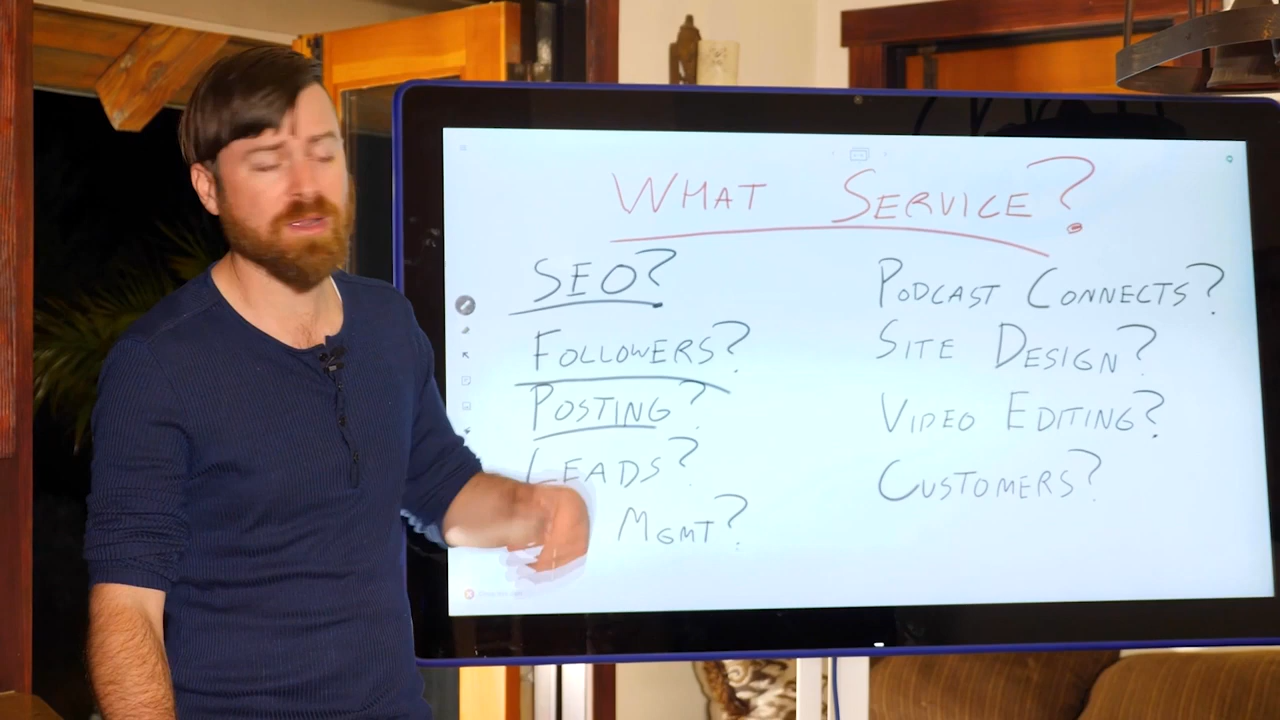 WHAT SERVICE?
SEO?
FOLLOWERS?
POSTING?
LEADS?
MGMT?
PODCAST CONNECTS?
SITE DESIGN?
VIDEO EDITING?
CUSTOMERS?